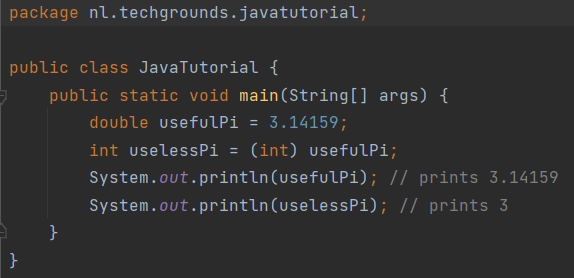 package nl.techgrounds.javatutorial;
public class JavaTutorial {
    public static void main(String[] args) {
        double usefulPi = 3.14159;
        int uselessPi = (int) usefulPi;
        System.out.println(usefulPi); // prints 3.14159
        System.out.println(uselessPi); // prints 3
    }
}